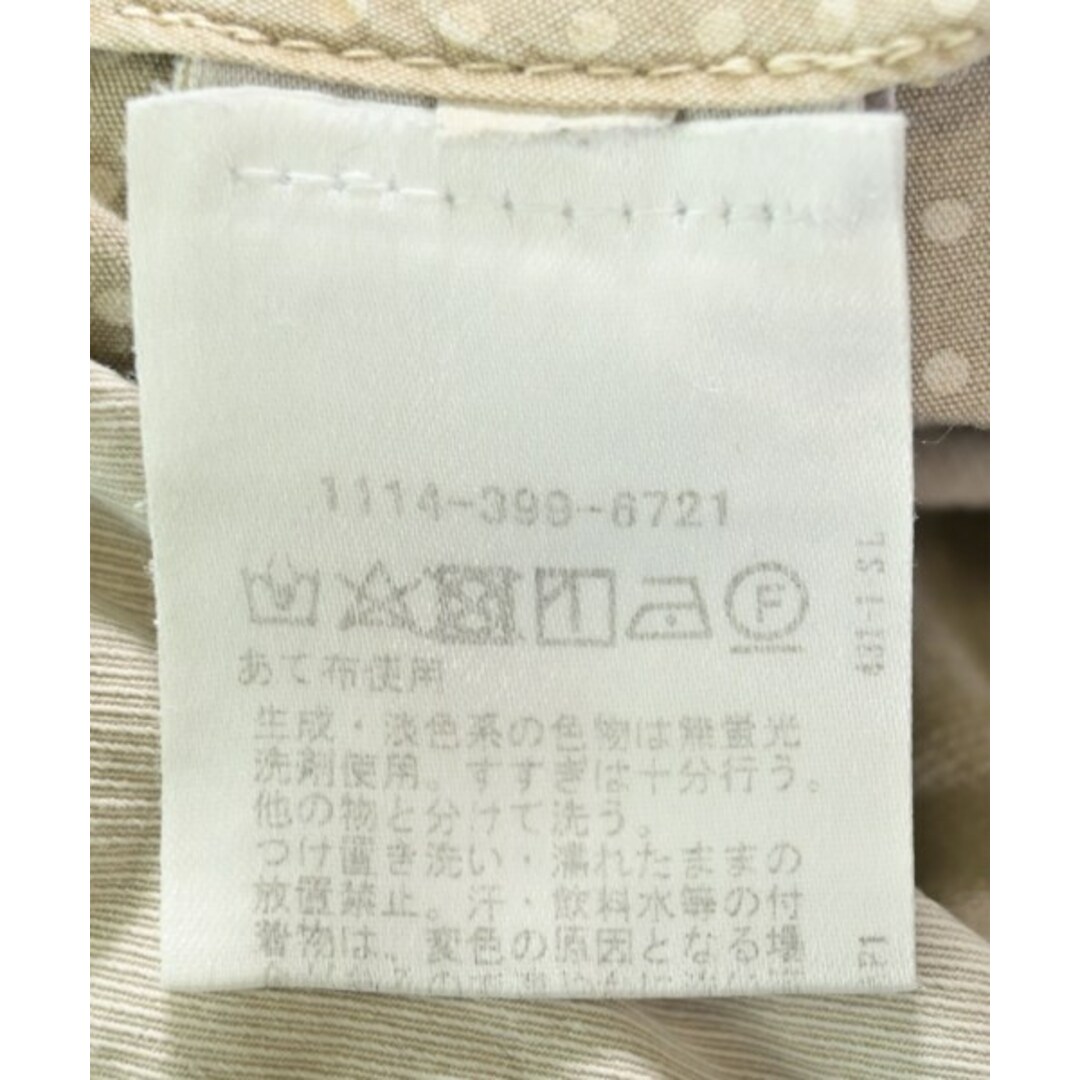 1114-399-6721
あて布使用
生成・淡色系の色物は無蛍光
洗剤使用。すすぎは十分行う。
他の物と分けて洗う。
つけ置き洗い・濡れたままの
放置禁止。汗・飲料水等の付
着物は、変色の原因となる場